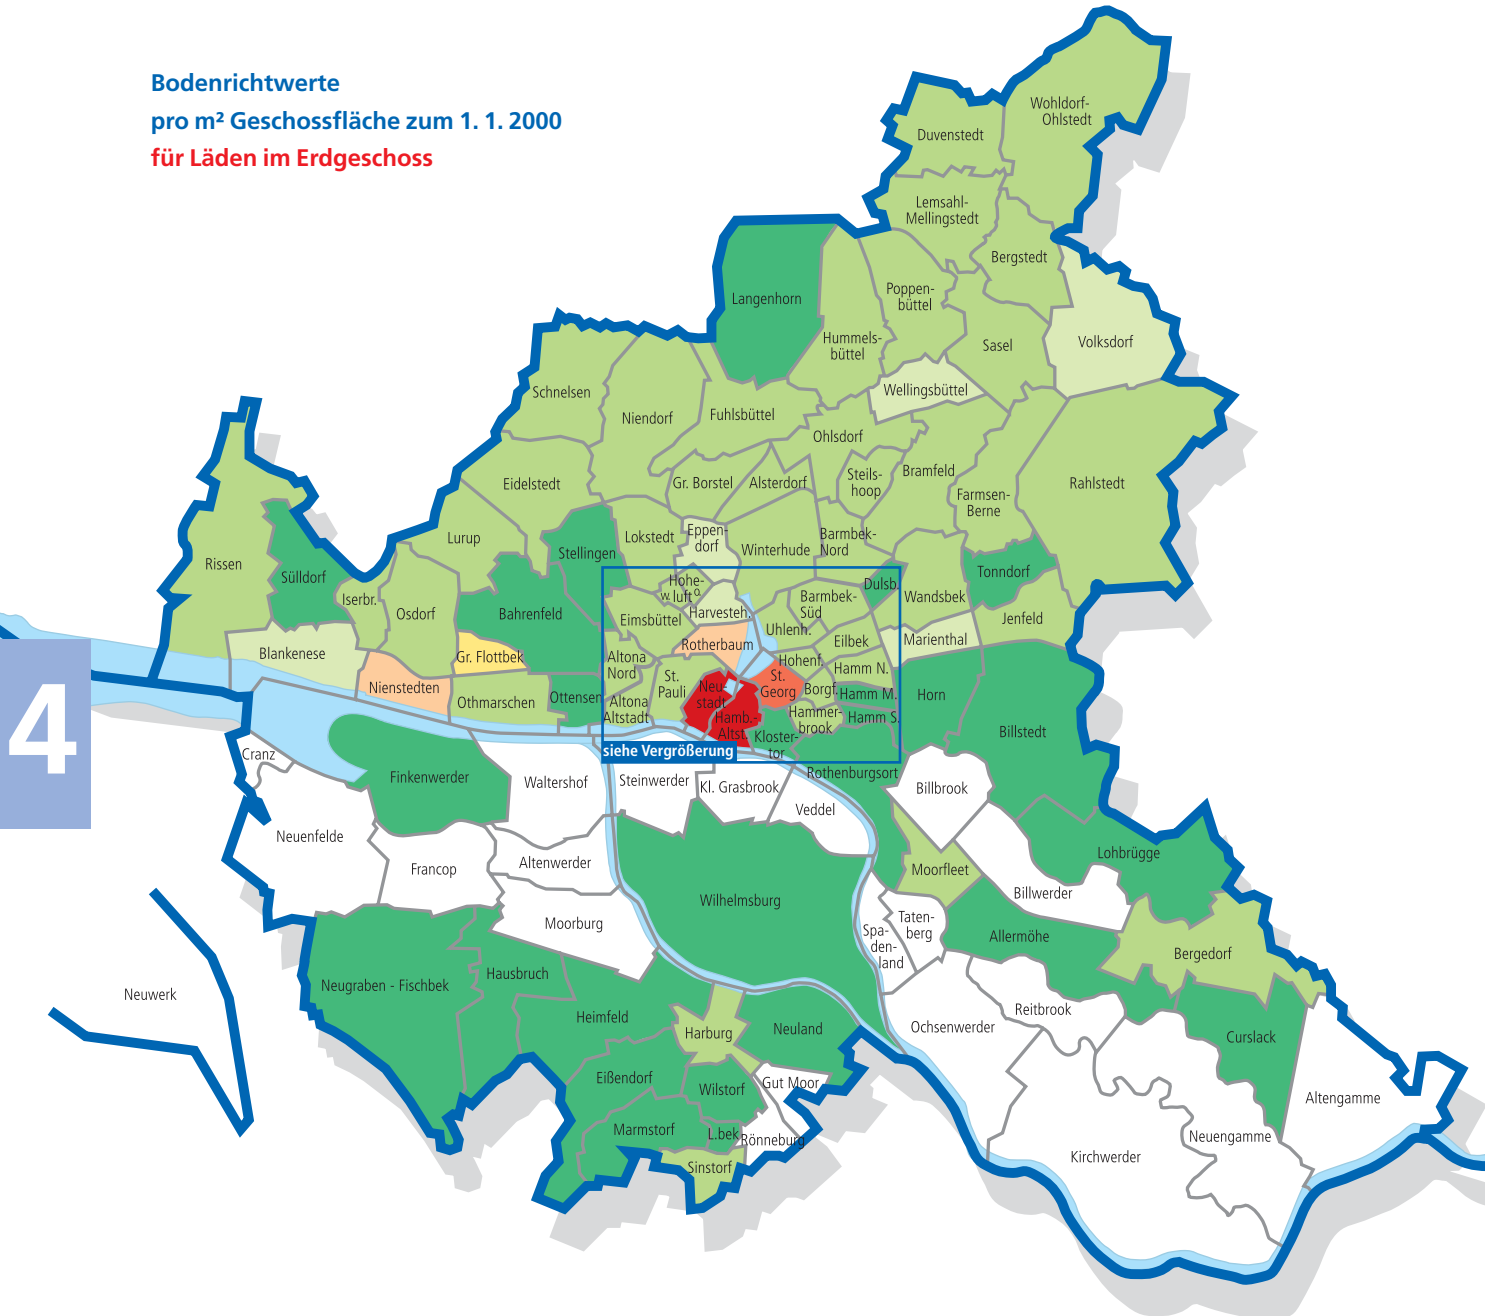 Bodenrichtwerte
pro m² Geschossfläche zum 1. 1. 2000
für Läden im Erdgeschoss
Wohldorf-
Ohlstedt
Duvenstedt
Lemsahl-
Mellingstedt
Bergstedt
Langenhorn
Poppen-
büttel
Hummels-
büttel
Sasel
Volksdorf
Wellingsbüttel
Schnelsen
Niendorf
Fuhlsbüttel
Ohlsdorf
Eidelstedt
Gr. Borstel
Alsterdorf
Steils-
hoop
Bramfeld
Farmsen-
Berne
Rahlstedt
Lurup
Stellingen
Lokstedt
Eppen-
dorf
Winterhude
Barmbek-
Nord
Rissen
Sülldorf
Iserbr.
Osdorf
Bahrenfeld
Hohe-
w. luft o.
Harvesteh.
Eimsbüttel
Barmbek-
Süd
Dulsb.
Wandsbek
Tonndorf
Jenfeld
Uhlenh.
Eilbek
Marienthal
Blankenese
Gr. Flottbek
Rotherbaum
Altona
Nord
Hohenf.
Hamm N.
Nienstedten
Othmarschen
Ottensen
St.
Pauli
Neu-
stadt
St.
Georg
Borgf.
Hamm M.
Horn
Altona
Altstadt
Hamb.-
Altst.
Hammer-
brook
Hamm S.
Billstedt
Kloster-
tor
siehe Vergrößerung
4
Cranz
Finkenwerder
Waltershof
Steinwerder
Kl. Grasbrook
Rothenburgsort
Veddel
Billbrook
Neuenfelde
Francop
Altenwerder
Moorfleet
Lohbrügge
Billwerder
Wilhelmsburg
Moorburg
Taten-
berg
Spa-
den-
land
Allermöhe
Bergedorf
Neuwerk
Neugraben - Fischbek
Hausbruch
Heimfeld
Harburg
Neuland
Ochsenwerder
Reitbrook
Curslack
Eißendorf
Wilstorf
Gut Moor
Altengamme
Marmstorf
L.bek
Rönneburg
Neuengamme
Kirchwerder
Sinstorf